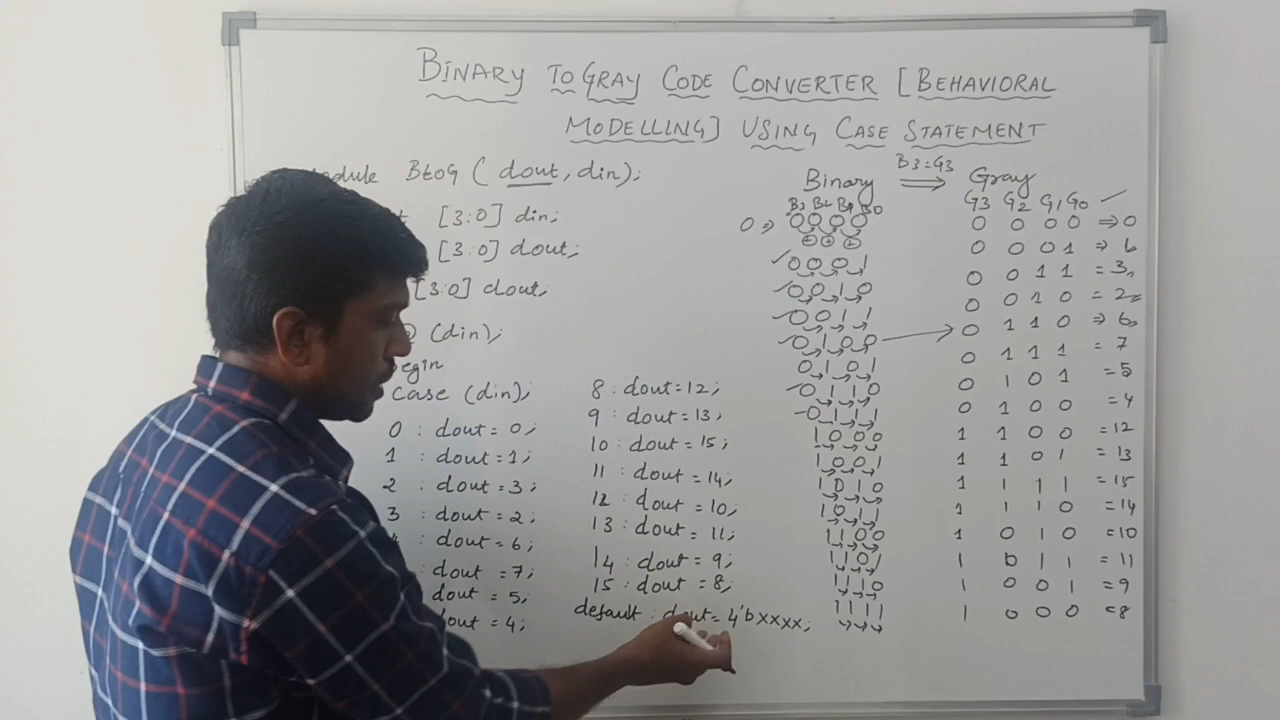 BINARY TO GRAY CODE CONVERTER [BEHAVIORAL
MODELLING] USING CASE STATEMENT
BtoG ( dout, din);
[3:0] din;
[3:0] dout;
[3:0] dout;
(din);
Case (din);
0 : dout = 0;
1 : dout = 1;
2 : dout = 3;
3 : dout = 2;
dout = 6;
dout = 7;
dout = 5;
dout = 4;
8 : dout = 12;
9 : dout = 13;
10 : dout = 15;
11 : dout = 14;
12 : dout = 10;
13 : dout = 11;
14 : dout = 9;
15 : dout = 8;
default : dout = 4'bxxxx;
B3=G3
Binary ⇒ Gray
B3 B2 B1 B0
0 ⇒ 0 0 0 0
+ + +
0 0 0 1
0 0 1 0
0 0 1 1
0 1 0 0
0 1 0 1
0 1 1 0
0 1 1 1
1 0 0 0
1 0 0 1
1 0 1 0
1 0 1 1
1 1 0 0
1 1 0 1
1 1 1 0
1 1 1 1
G3 G2 G1 G0
0 0 0 0 ⇒ 0
0 0 0 1 ⇒
0 0 1 1 = 3
0 0 1 0 = 2
0 1 1 0 ⇒ 6
0 1 1 1 = 7
0 1 0 1 = 5
0 1 0 0 = 4
1 1 0 0 = 12
1 1 0 1 = 13
1 1 1 1 = 15
1 1 1 0 = 14
1 0 1 0 = 10
1 0 1 1 = 11
1 0 0 1 = 9
1 0 0 0 = 8